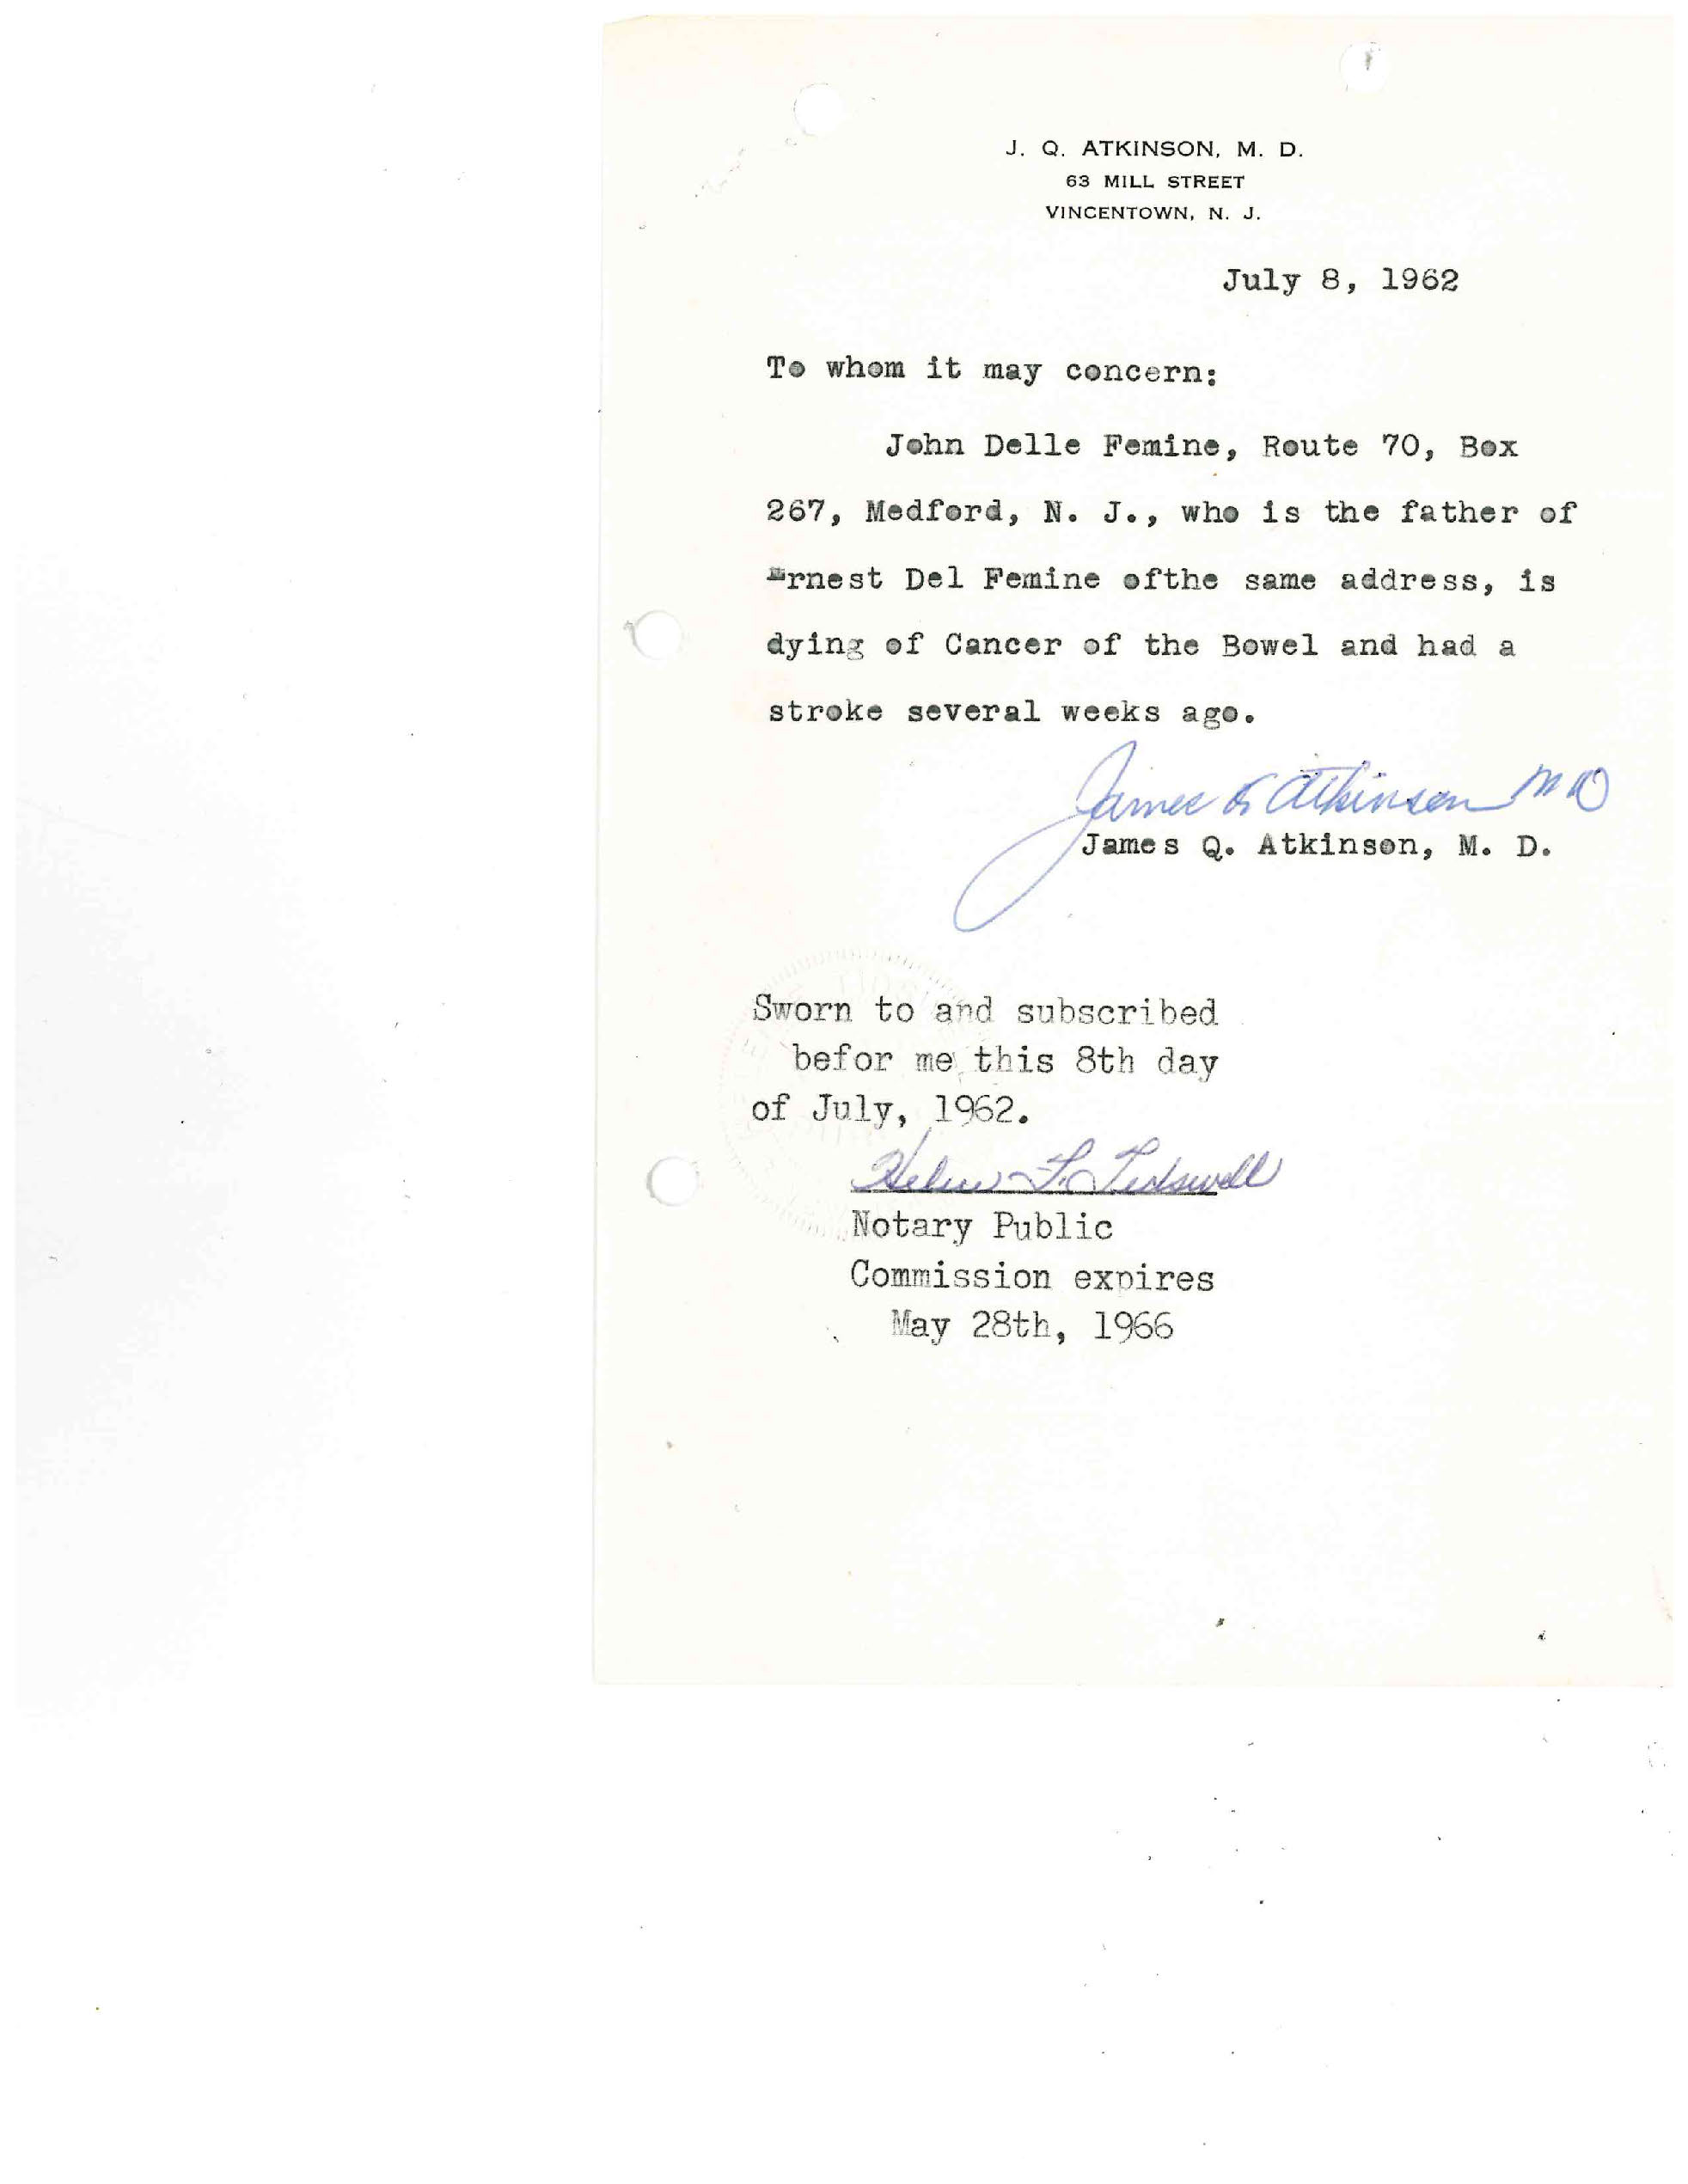 J. Q. ATKINSON, M. D.
63 MILL STREET
VINCENTOWN, N. J.
July 8, 1962
To whom it may concern:
John Delle Femine, Route 70, Box
267, Medford, N. J., who is the father of
Ernest Del Femine ofthe same address, is
dying of Cancer of the Bowel and had a
stroke several weeks ago.
James Q Atkinson MD
James Q. Atkinson, M. D.
Sworn to and subscribed
befor me this 8th day
of July, 1962.
Helen F.
Notary Public
Commission expires
May 28th, 1966